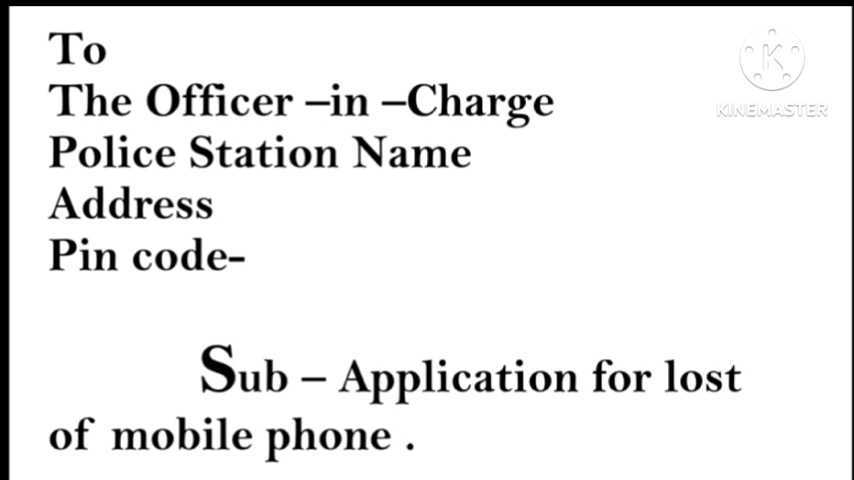 To
The Officer –in –Charge
Police Station Name
Address
Pin code-
Sub – Application for lost
of mobile phone .
KINEMASTER